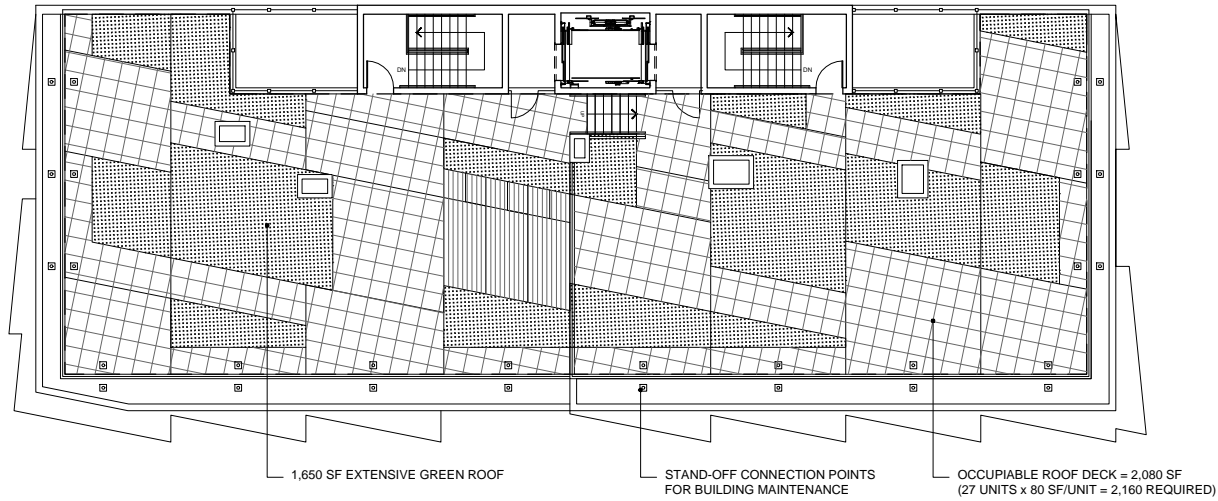 DN
DN
UP
1,650 SF EXTENSIVE GREEN ROOF
STAND-OFF CONNECTION POINTS
FOR BUILDING MAINTENANCE
OCCUPIABLE ROOF DECK = 2,080 SF
(27 UNITS x 80 SF/UNIT = 2,160 REQUIRED)